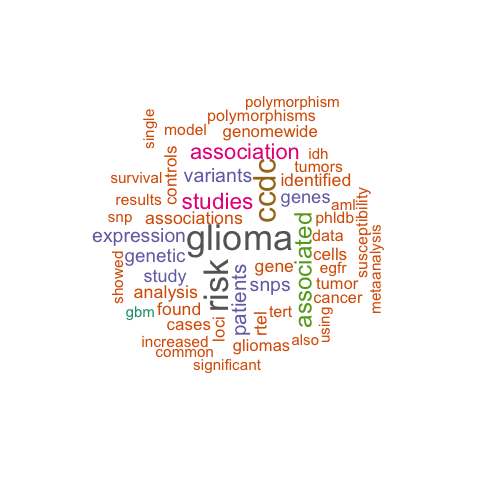 polymorphism
polymorphisms
single
model
genomewide
association
idh
controls
variants
ccdc
tumors
survival
identified
results
studies
genes
aml
susceptibility
snp
associations
phldb
expression
glioma
associated
data
metaanalysis
genetic
cells
showed
study
risk
patients
gene
egfr
analysis
snps
tumor
gbm
found
cancer
cases
loci
rtel
tert
using
increased
gliomas
also
common
significant